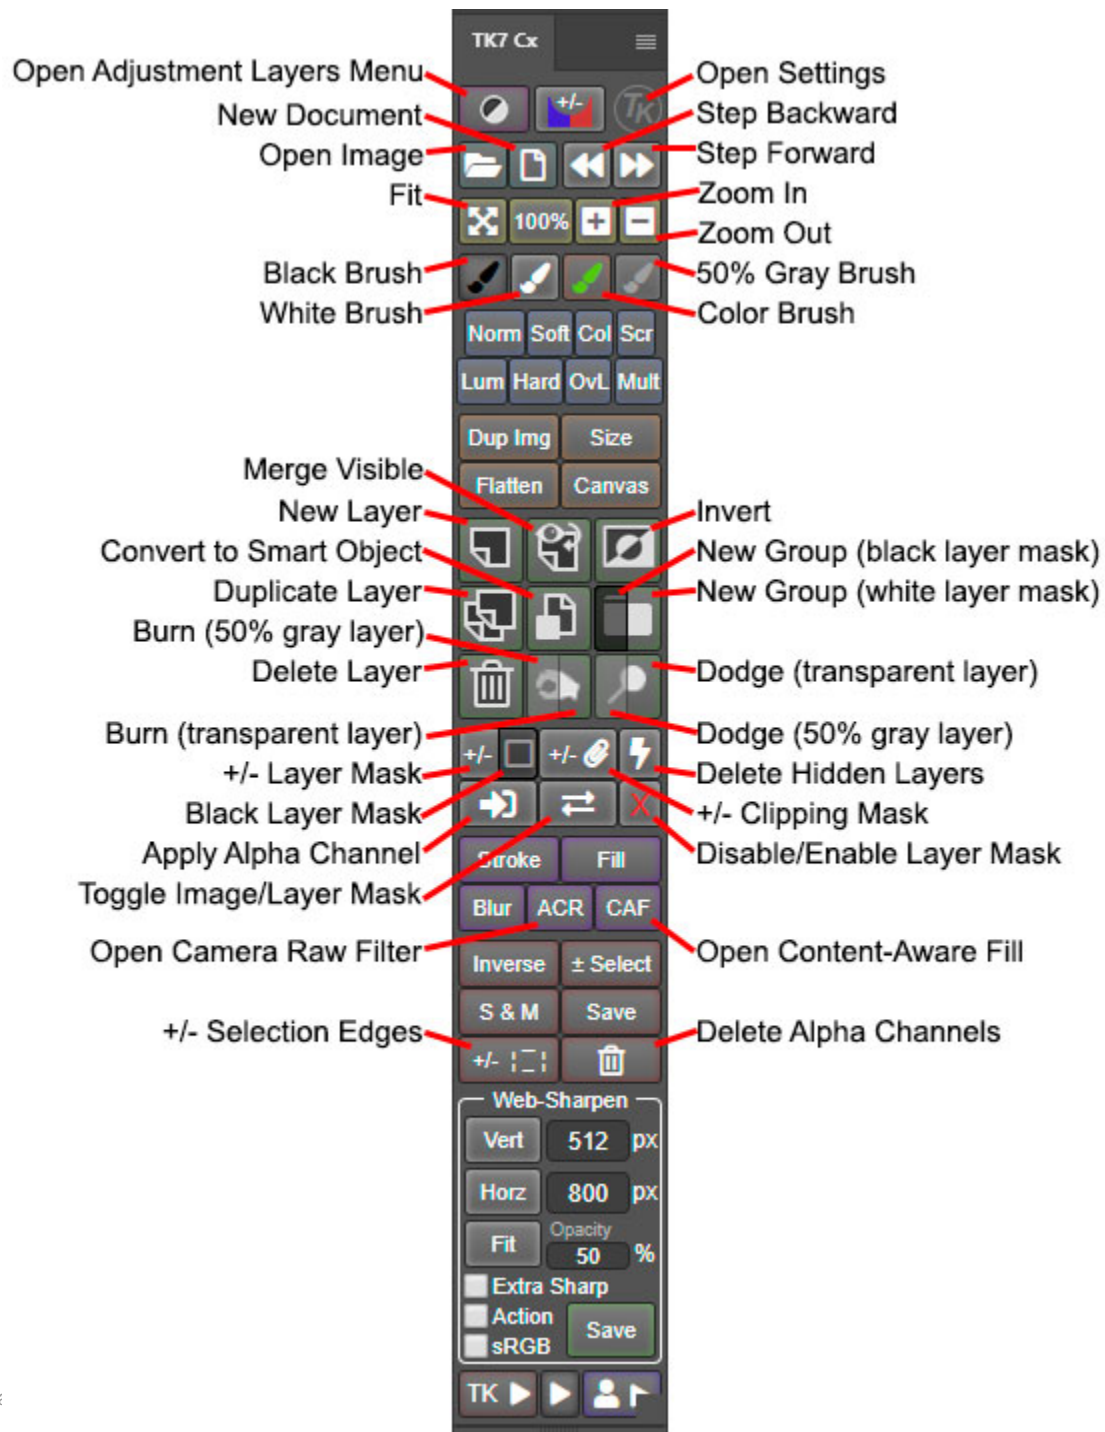 TK7 Cx
Open Adjustment Layers Menu
+/-
TK
Open Settings
New Document
Step Backward
Open Image
Step Forward
Fit
100%
Zoom In
Zoom Out
Black Brush
50% Gray Brush
White Brush
Color Brush
Norm Soft Col Scr
Lum Hard OvL Mult
Dup Img Size
Merge Visible
Flatten Canvas
New Layer
Invert
Convert to Smart Object
New Group (black layer mask)
Duplicate Layer
New Group (white layer mask)
Burn (50% gray layer)
Delete Layer
Dodge (transparent layer)
Burn (transparent layer)
Dodge (50% gray layer)
+/- +/-
+/- Layer Mask
Delete Hidden Layers
Black Layer Mask
+/- Clipping Mask
X
Apply Alpha Channel
Disable/Enable Layer Mask
Stroke Fill
Toggle Image/Layer Mask
Blur ACR CAF
Open Camera Raw Filter
Open Content-Aware Fill
Inverse ± Select
S & M Save
+/- Selection Edges
Delete Alpha Channels
+/-
Web-Sharpen
Vert 512 px
Horz 800 px
Opacity
Fit 50 %
Extra Sharp
Action
Save
sRGB
TK